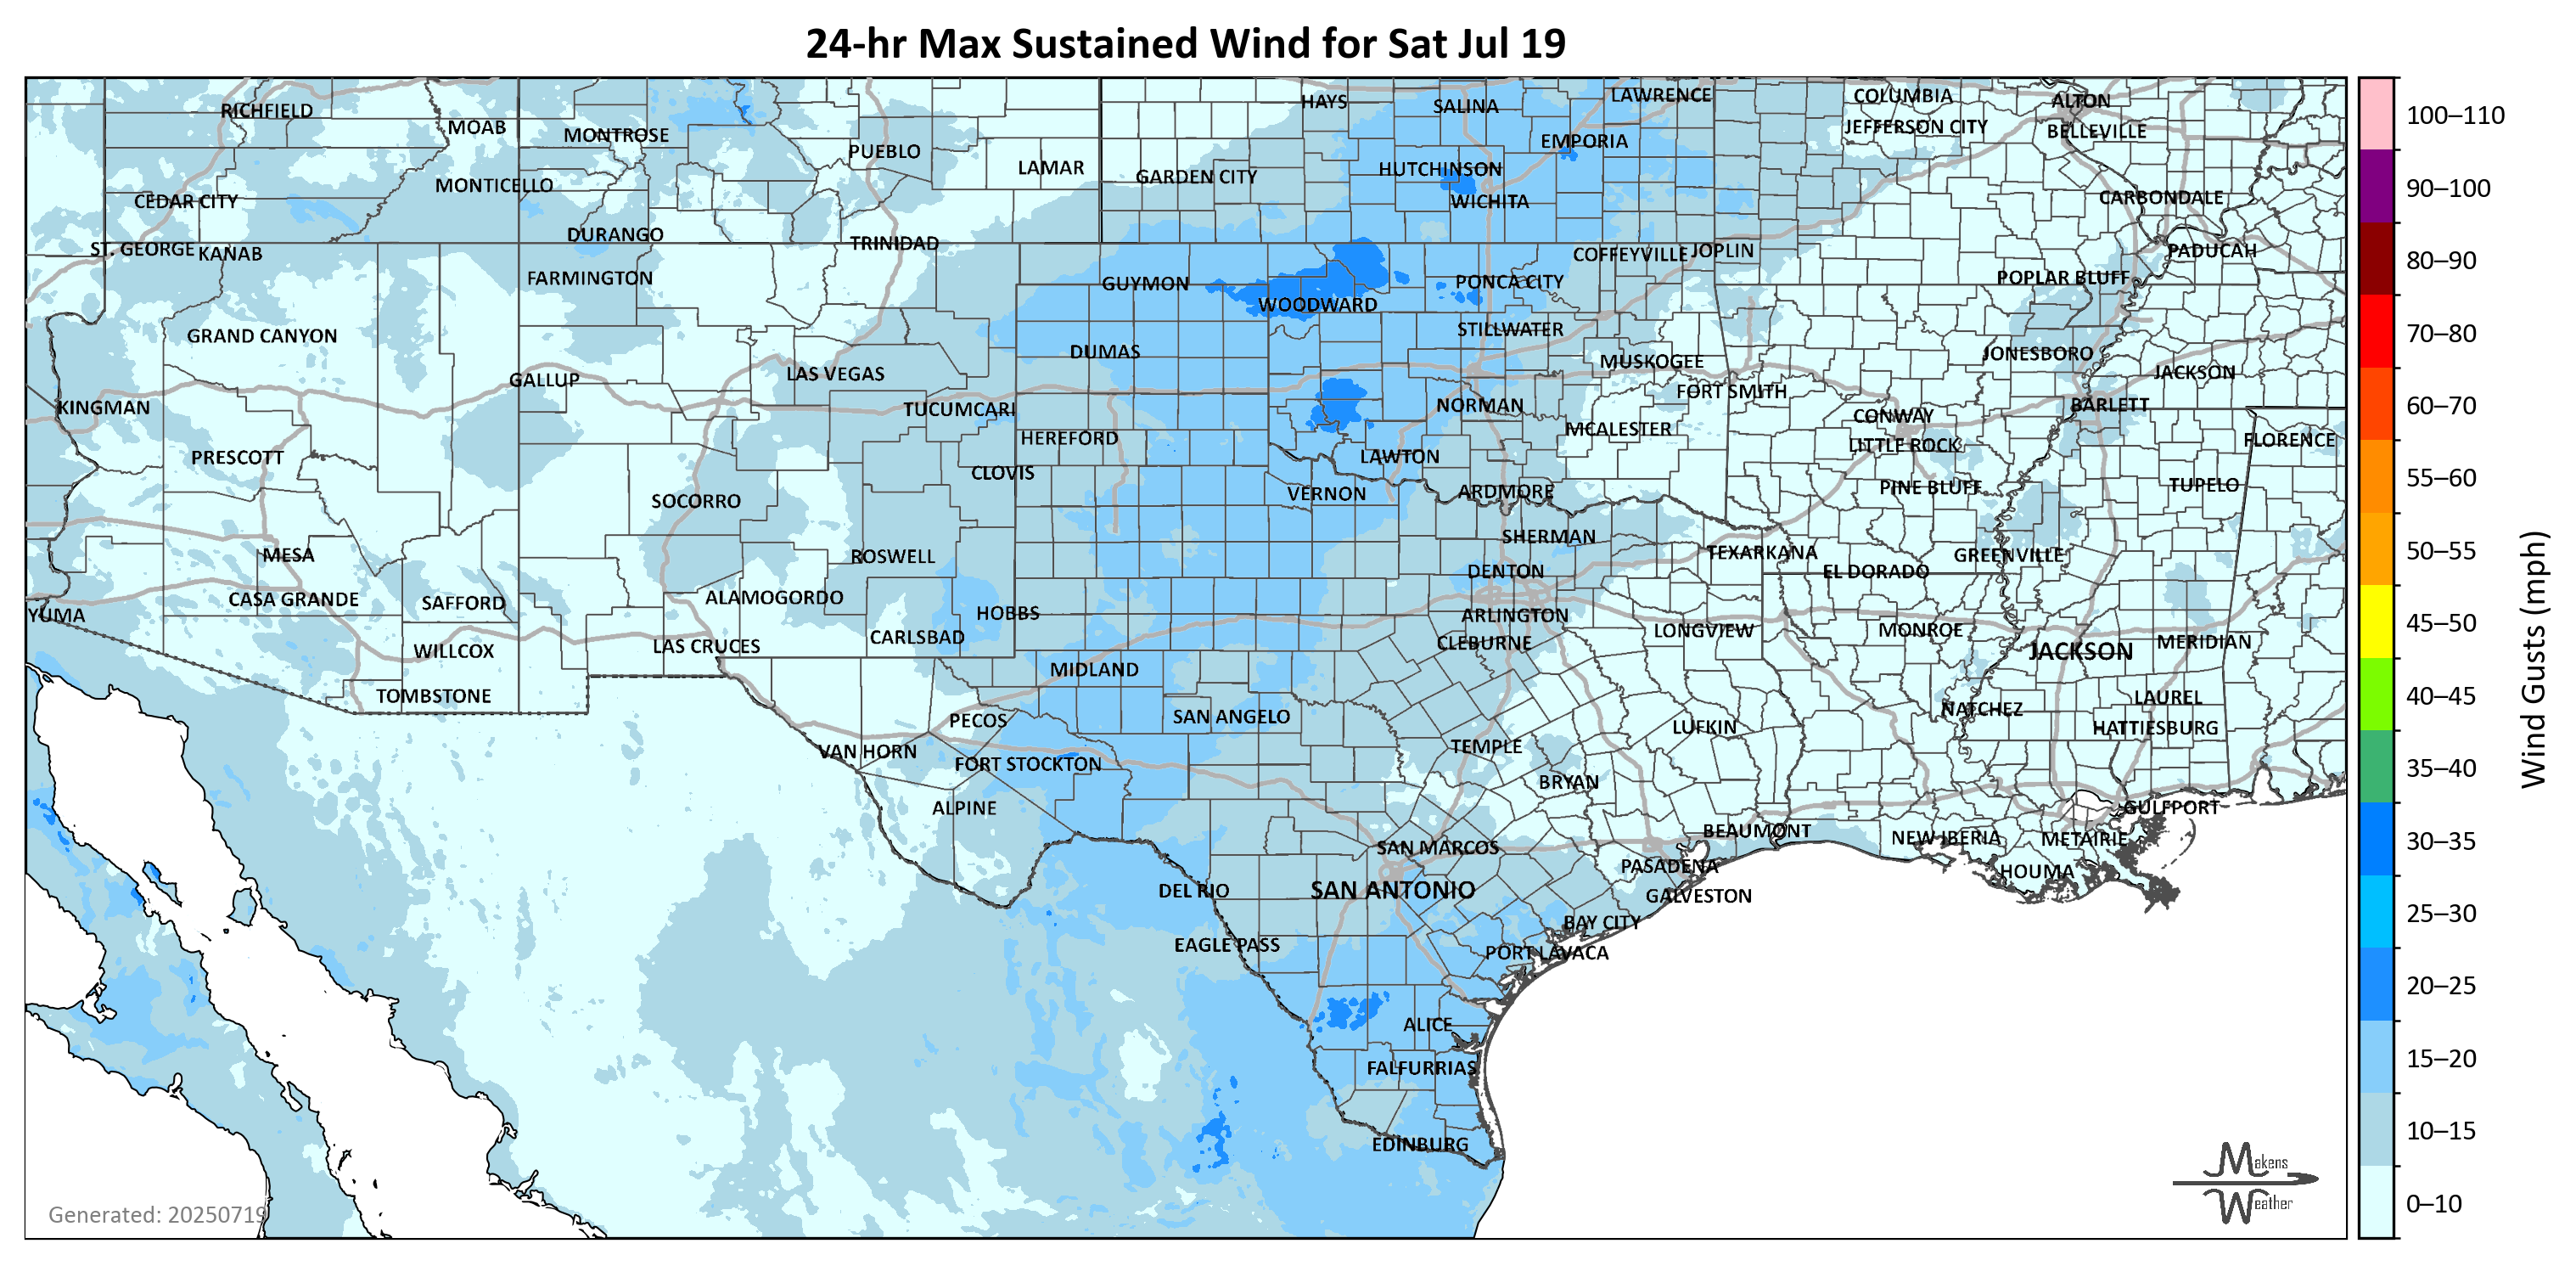 24-hr Max Sustained Wind for Sat Jul 19
RICHFIELD
MOAB
MONTROSE
PUEBLO
LAMAR
HAYS
SALINA
LAWRENCE
EMPORIA
COLUMBIA
JEFFERSON CITY
ALTON
BELLEVILLE
CEDAR CITY
MONTICELLO
GARDEN CITY
HUTCHINSON
WICHITA
CARBONDALE
ST. GEORGE
KANAB
DURANGO
TRINIDAD
COFFEYVILLE
JOPLIN
PADUCAH
FARMINGTON
GUYMON
WOODWARD
PONCA CITY
POPLAR BLUFF
GRAND CANYON
DUMAS
STILLWATER
MUSKOGEE
JONESBORO
GALLUP
LAS VEGAS
FORT SMITH
JACKSON
KINGMAN
TUCUMCARI
NORMAN
CONWAY
BARLETT
PRESCOTT
HEREFORD
MCALESTER
LITTLE ROCK
FLORENCE
CLOVIS
LAWTON
SOCORRO
VERNON
ARDMORE
PINE BLUFF
TUPELO
MESA
ROSWELL
SHERMAN
TEXARKANA
GREENVILLE
DENTON
EL DORADO
CASA GRANDE
SAFFORD
ALAMOGORDO
HOBBS
ARLINGTON
YUMA
CARLSBAD
CLEBURNE
LONGVIEW
MONROE
JACKSON
MERIDIAN
WILLCOX
LAS CRUCES
MIDLAND
TOMBSTONE
PECOS
SAN ANGELO
NATCHEZ
LAUREL
HATTIESBURG
VAN HORN
FORT STOCKTON
TEMPLE
LUFKIN
BRYAN
ALPINE
GULFPORT
BEAUMONT
NEW IBERIA
METAIRIE
SAN MARCOS
PASADENA
HOUMA
DEL RIO
SAN ANTONIO
GALVESTON
BAY CITY
EAGLE PASS
PORT LAVACA
ALICE
FALFURRIAS
EDINBURG
Generated: 20250719
Makens
Weather
100–110
90–100
80–90
70–80
60–70
55–60
50–55
45–50
40–45
35–40
30–35
25–30
20–25
15–20
10–15
0–10
Wind Gusts (mph)